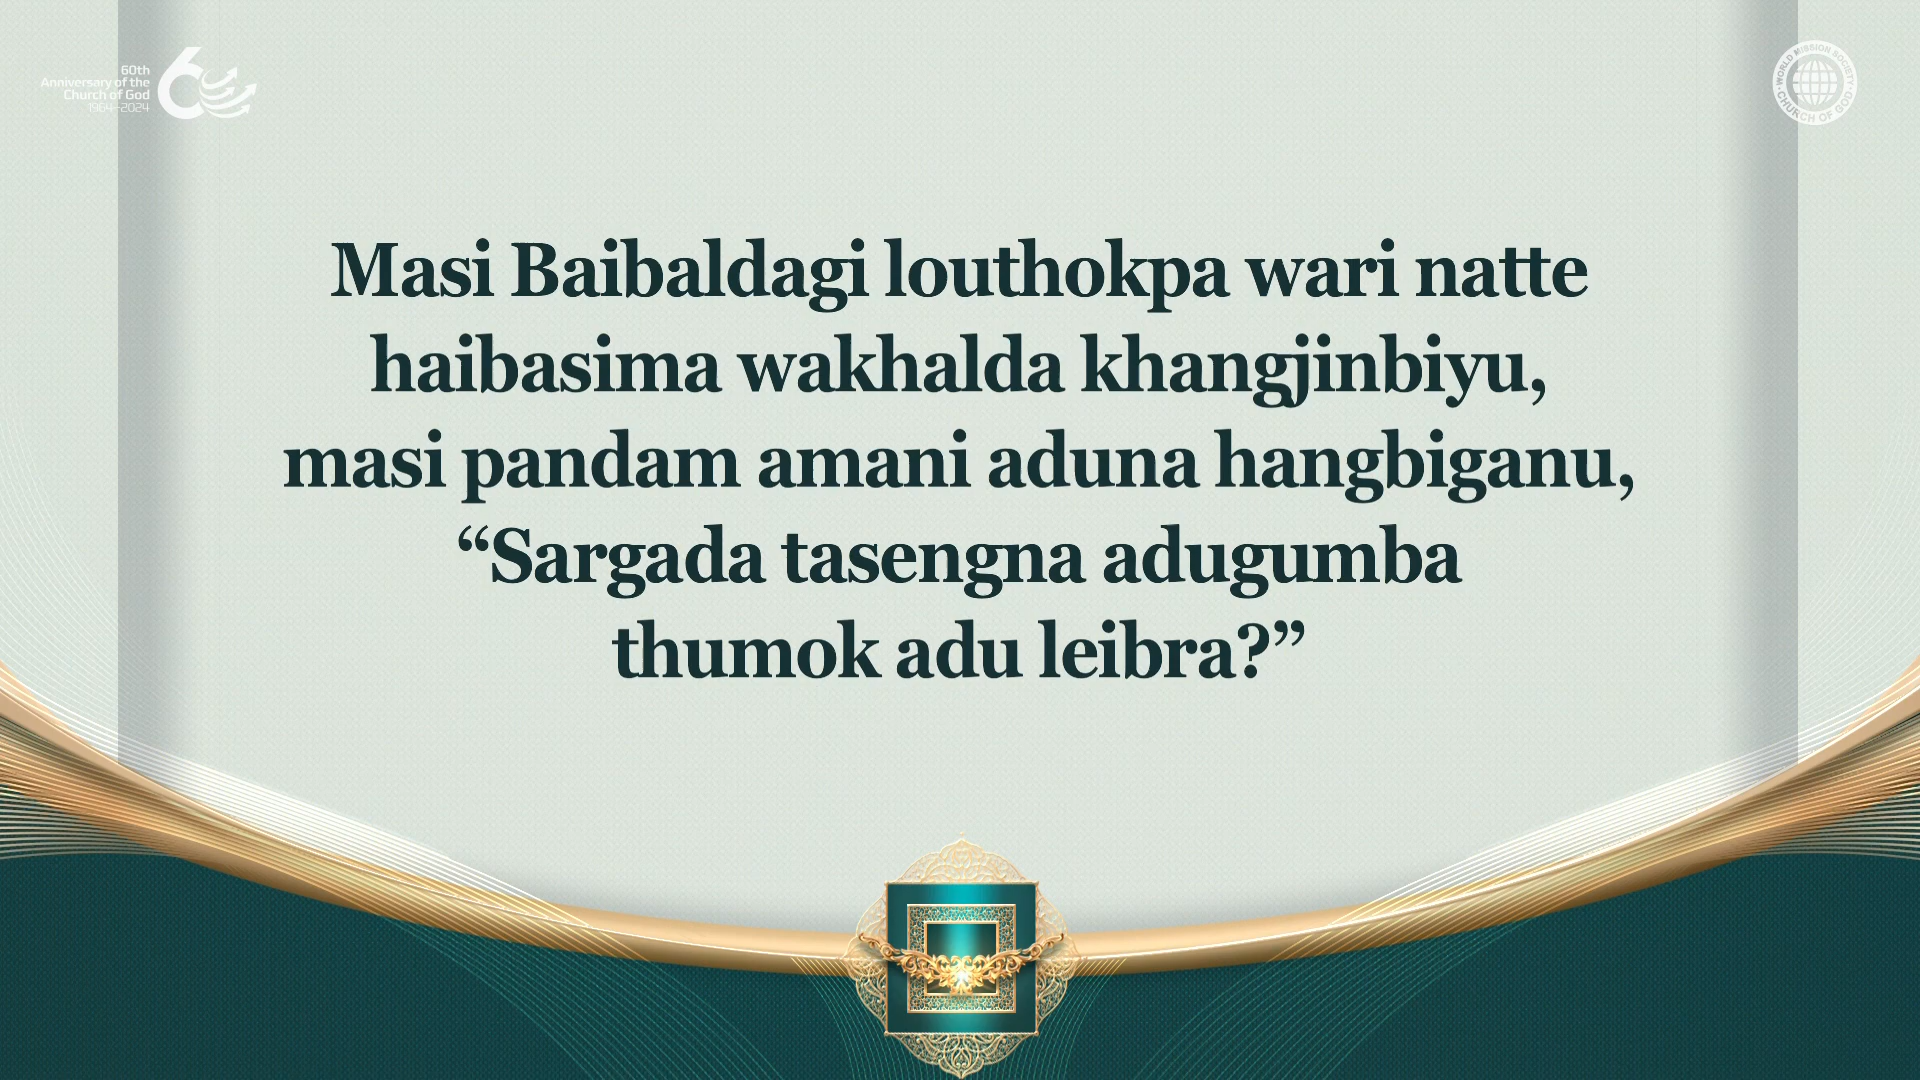 60th
Anniversary of the
Church of God
1964–2024
WORLD MISSION SOCIETY
CHURCH OF GOD
Masi Baibaldagi louthokpa wari natte
haibasima wakhalda khangjinbiyu,
masi pandam amani aduna hangbiganu,
“Sargada tasengna adugumba
thumok adu leibra?”